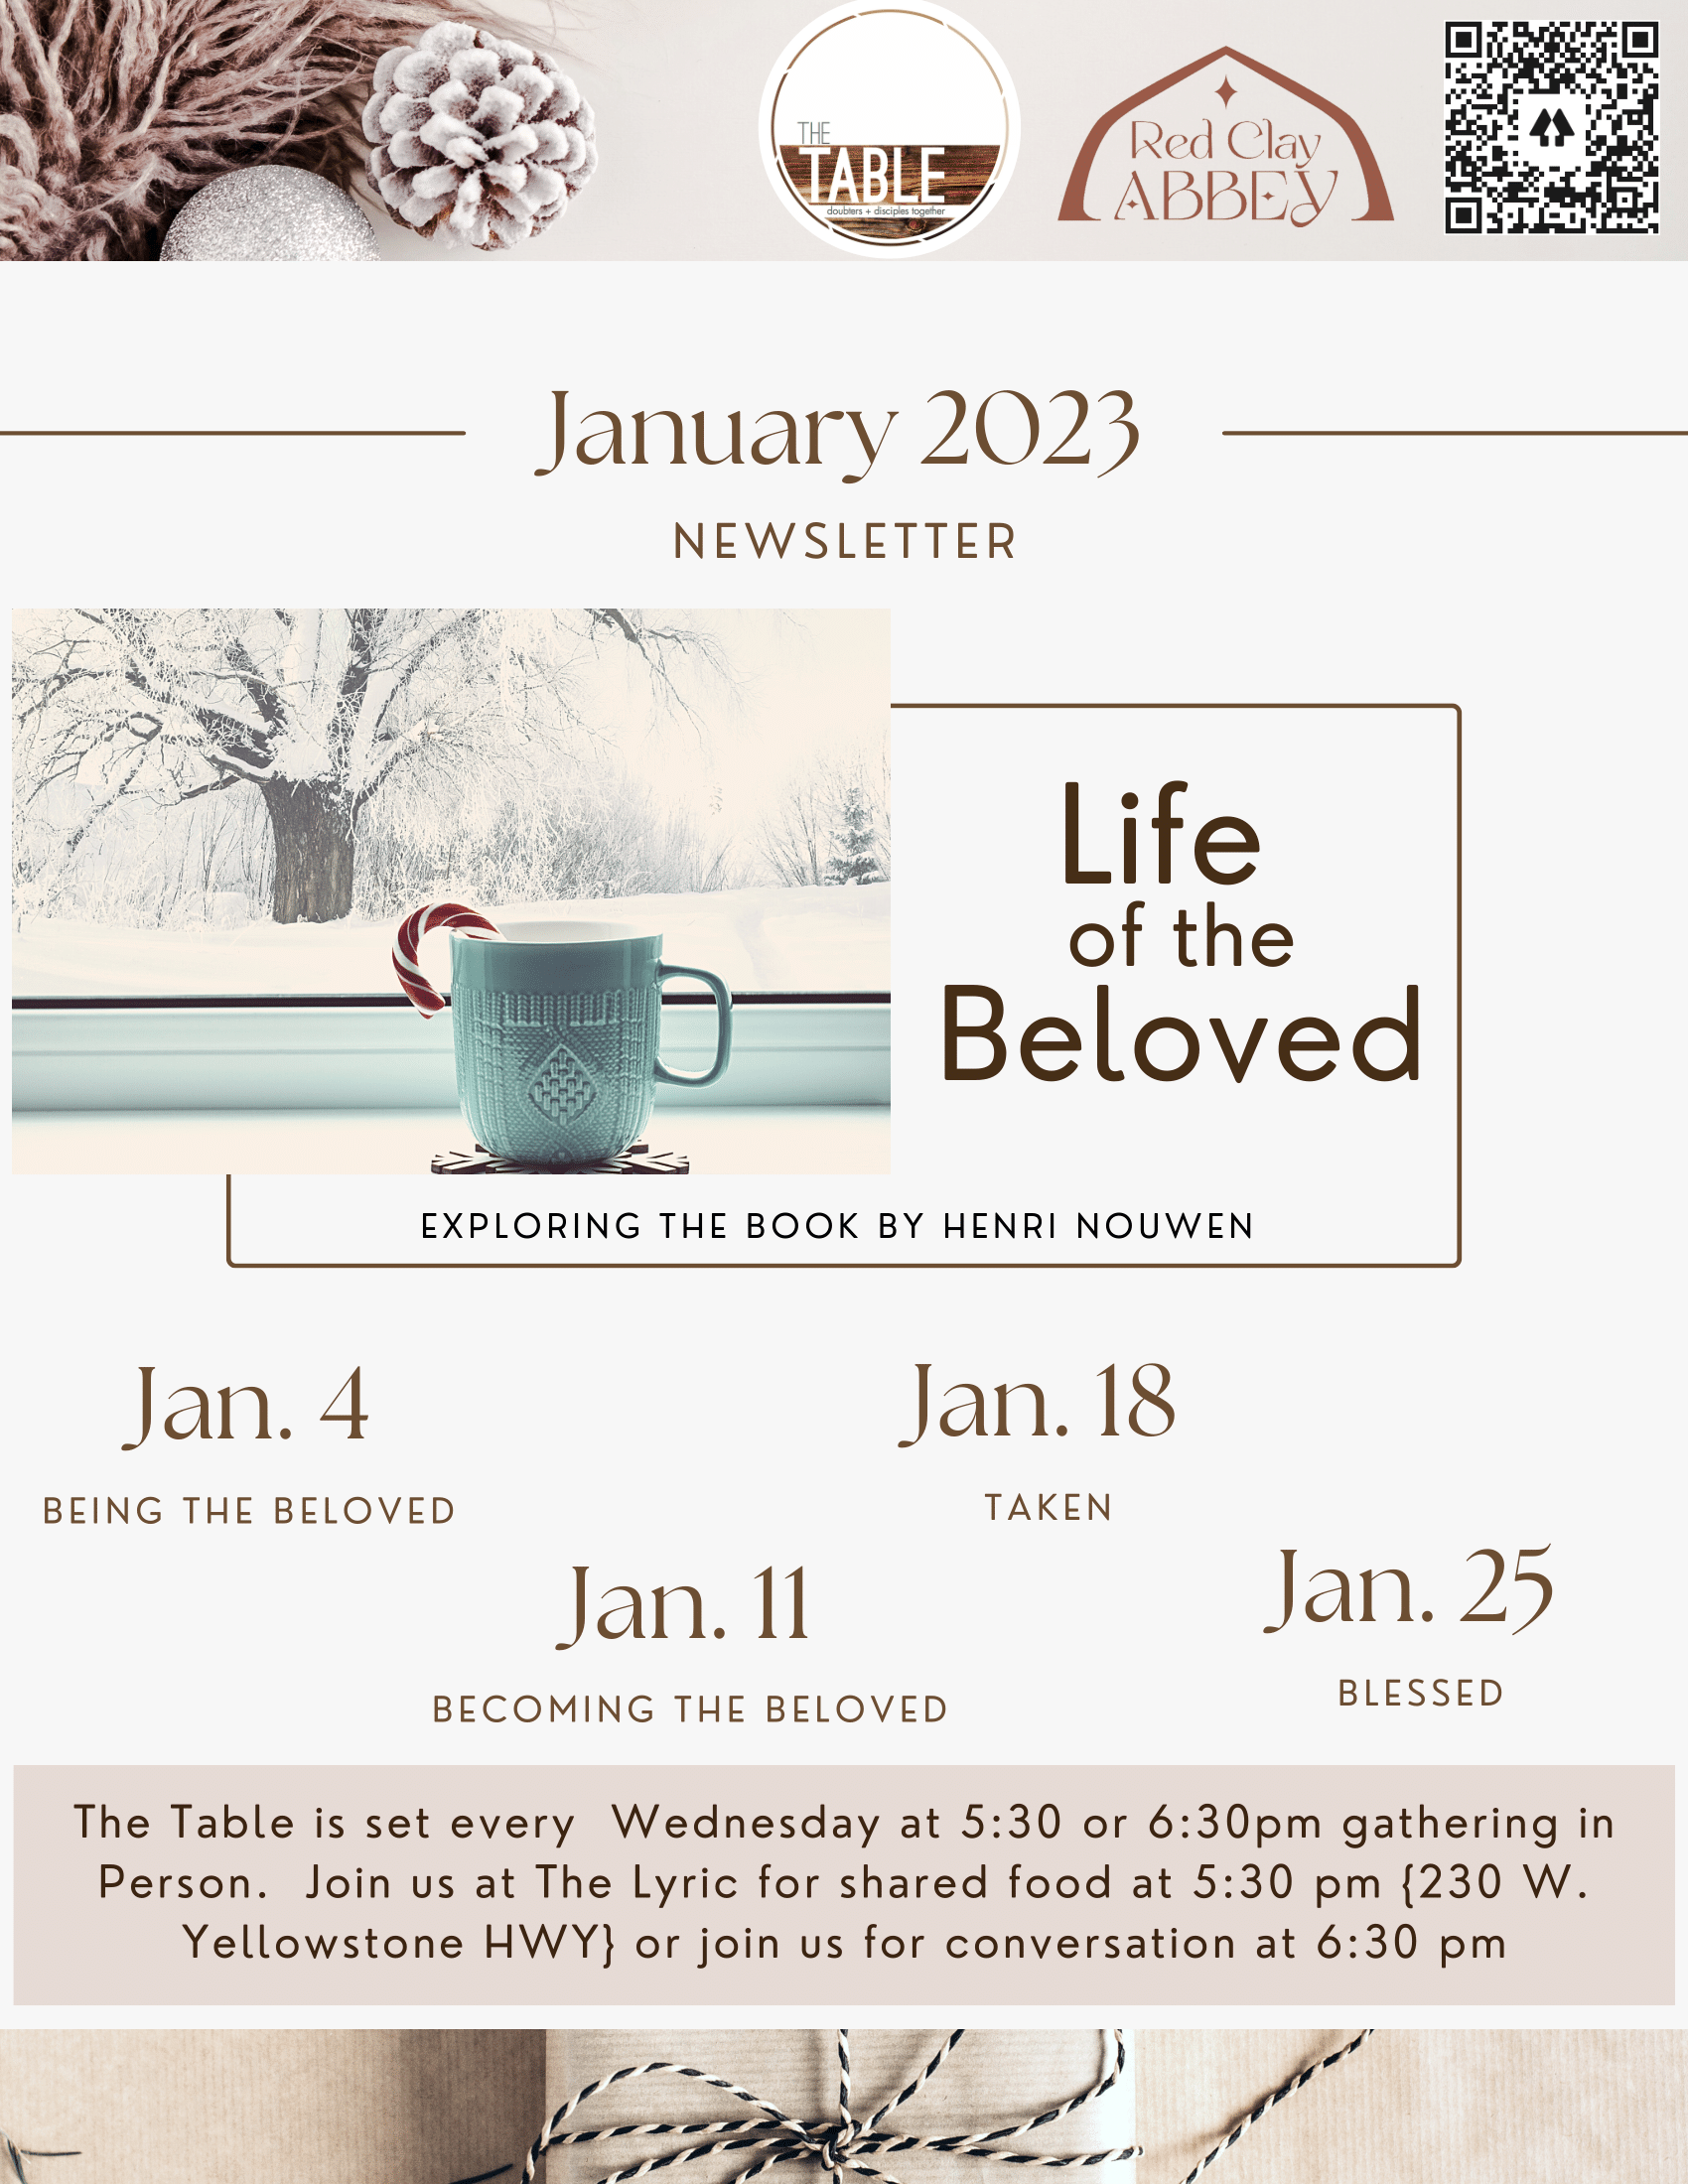 THE
TABLE
doubters + disciples together
Red Clay
ABBEY
January 2023
NEWSLETTER
Life
of the
Beloved
EXPLORING THE BOOK BY HENRI NOUWEN
Jan. 4
BEING THE BELOVED
Jan. 11
BECOMING THE BELOVED
Jan. 18
TAKEN
Jan. 25
BLESSED
The Table is set every  Wednesday at 5:30 or 6:30pm gathering in
Person.  Join us at The Lyric for shared food at 5:30 pm {230 W.
Yellowstone HWY} or join us for conversation at 6:30 pm